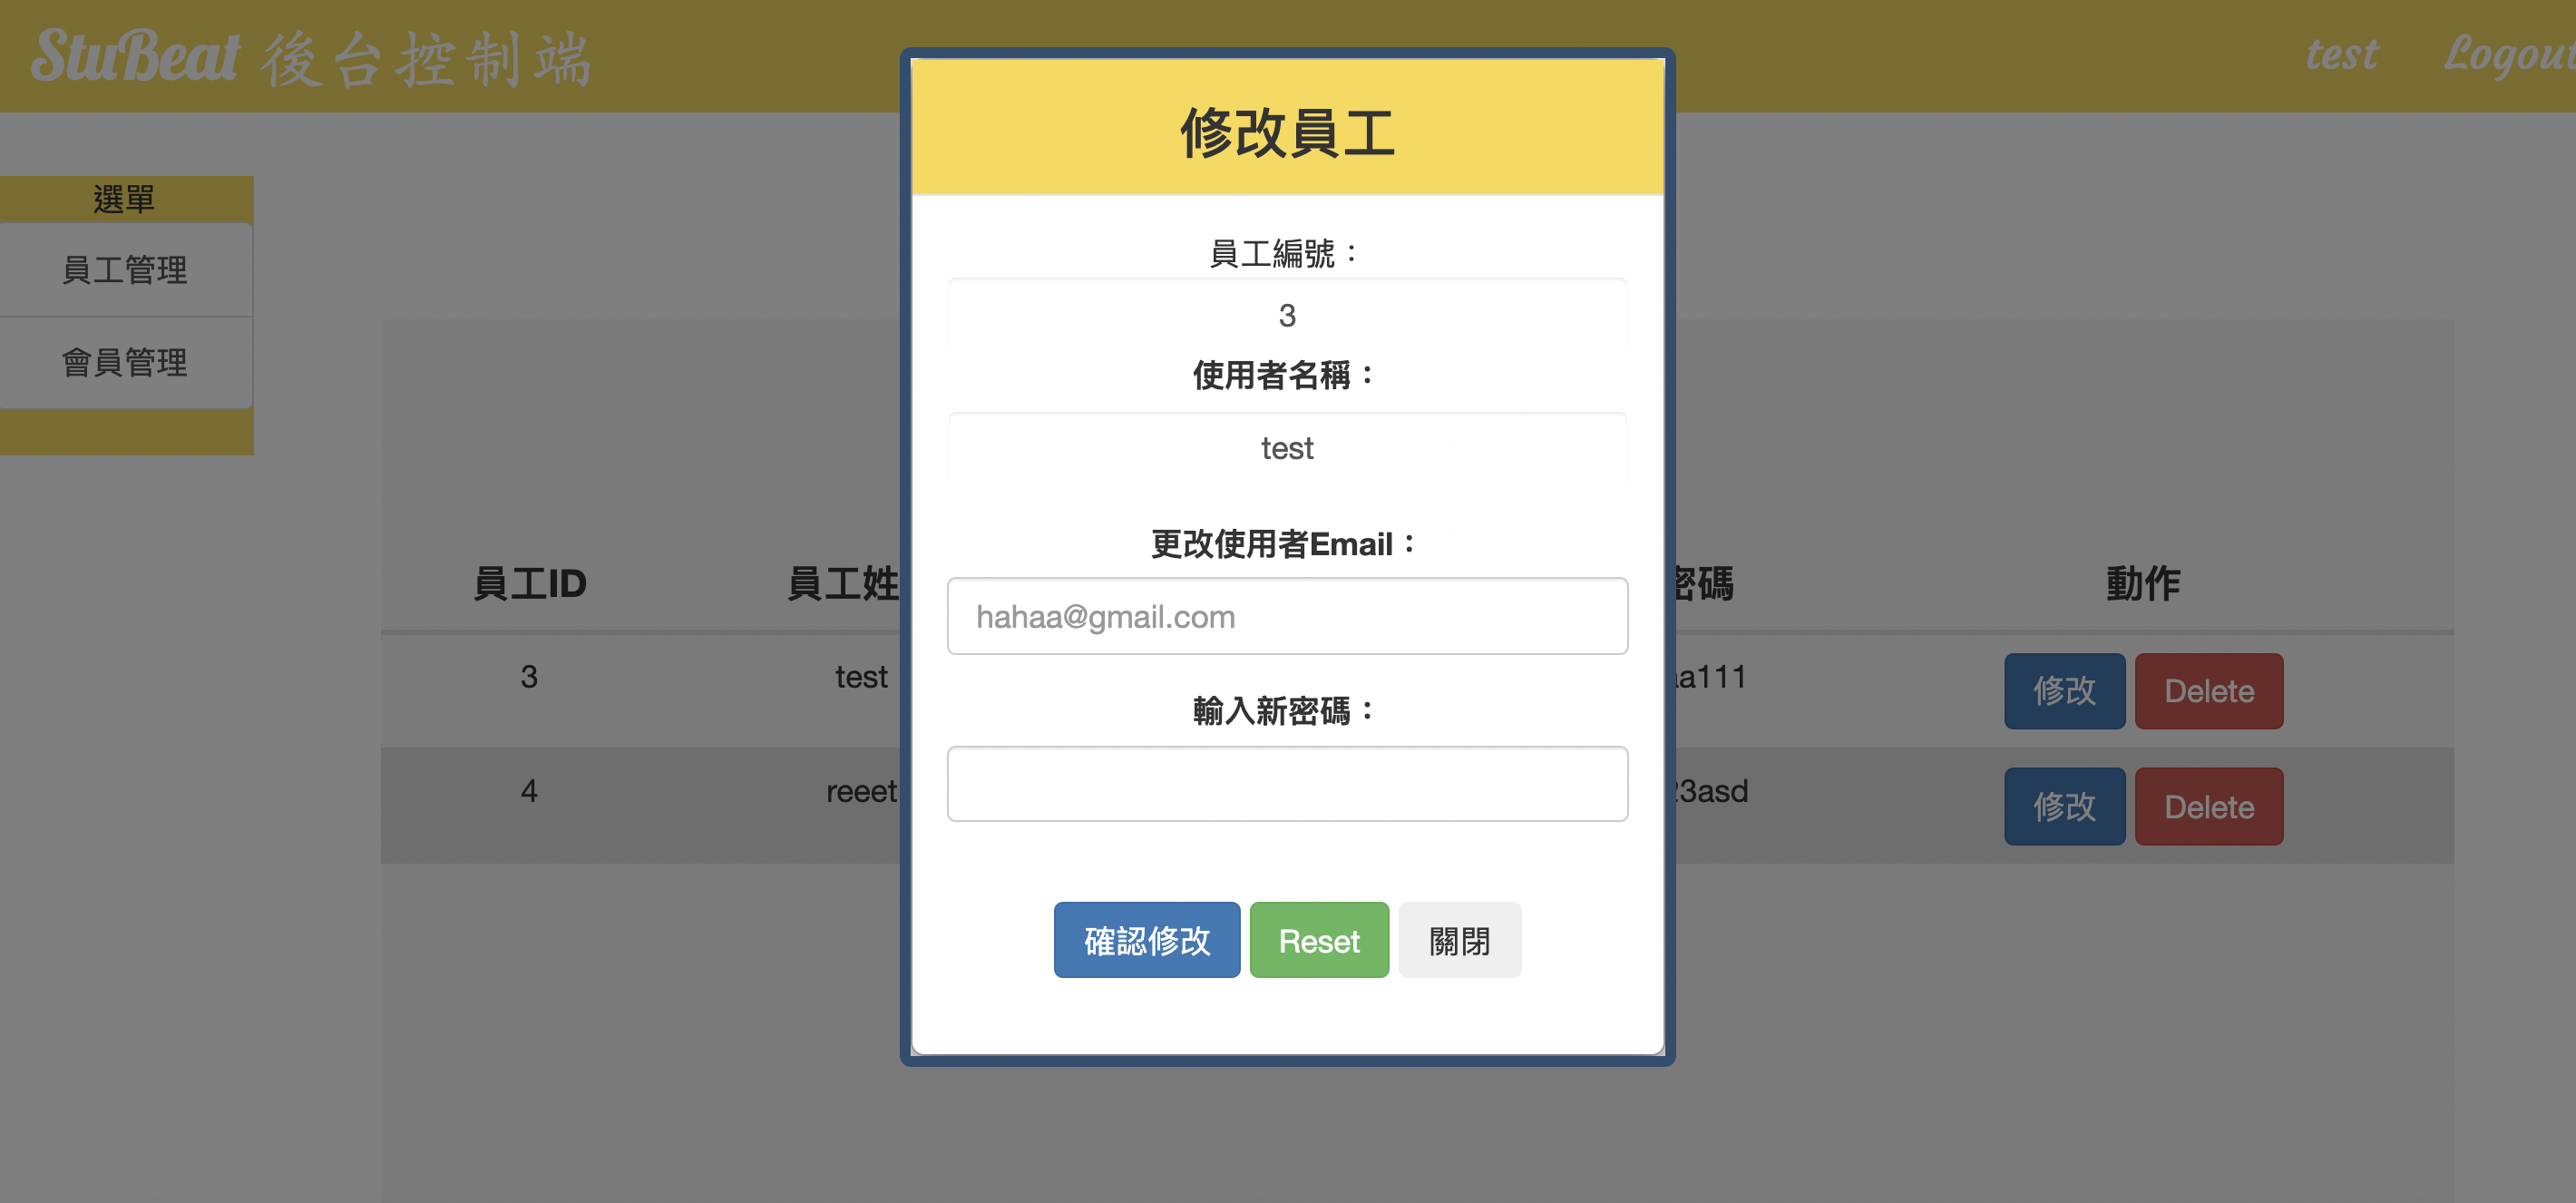 StuBeat 後台控制端
test
修改員工
選單
員工管理
會員管理
員工編號：
3
使用者名稱：
test
更改使用者Email：
hahaa@gmail.com
輸入新密碼：
確認修改 Reset 關閉
員工ID 員工姓 密碼 動作
3 test a111 修改 Delete
4 reeet 3asd 修改 Delete